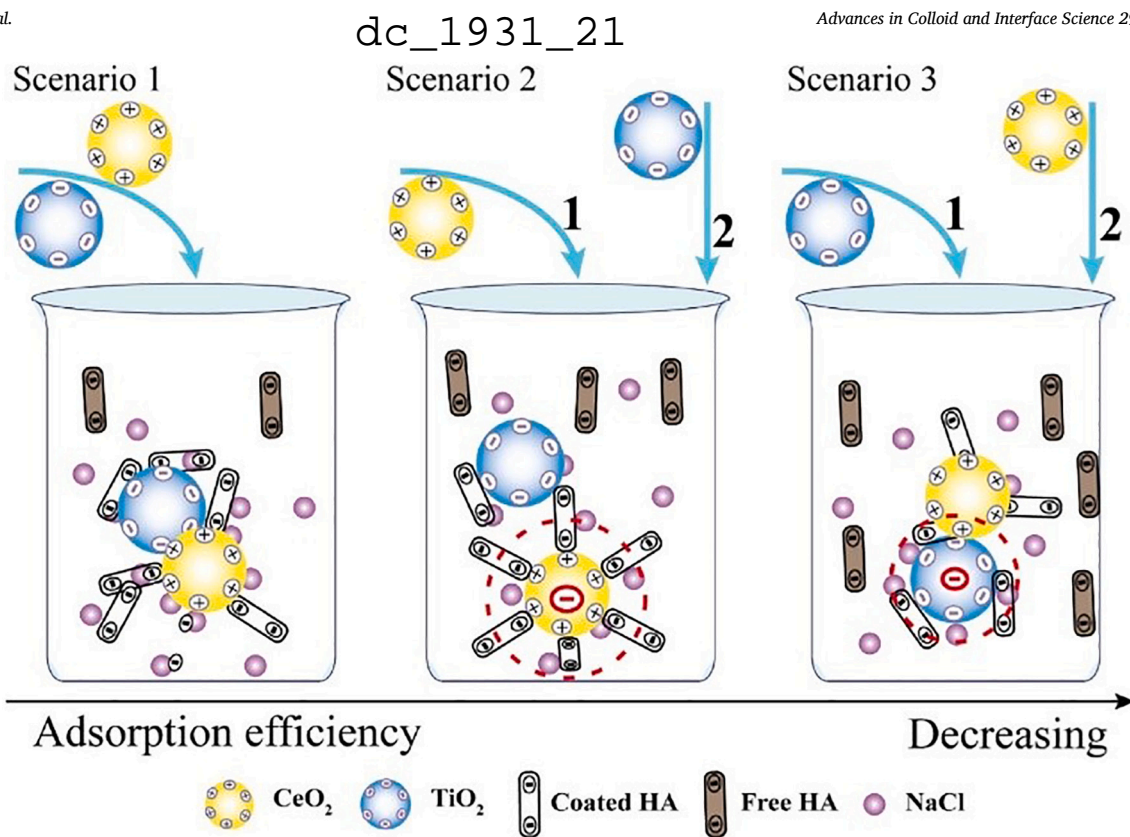 al.
Advances in Colloid and Interface Science 29
dc_1931_21
Scenario 1
Scenario 2
Scenario 3
1
2
1
2
Adsorption efficiency
Decreasing
CeO₂
TiO₂
Coated HA
Free HA
NaCl